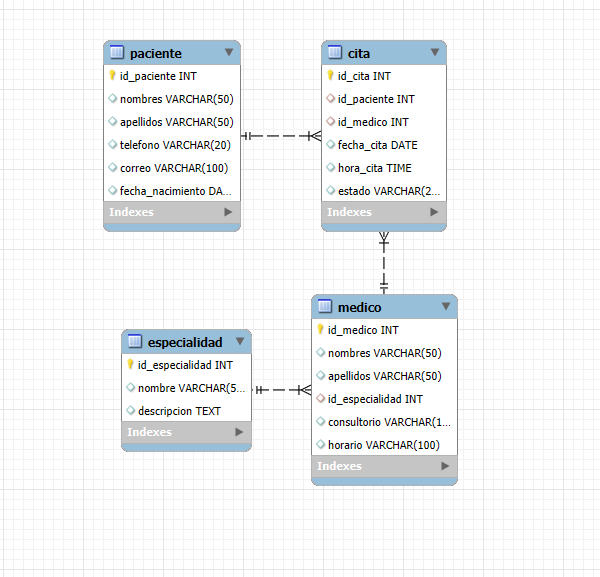 paciente
id_paciente INT
nombres VARCHAR(50)
apellidos VARCHAR(50)
telefono VARCHAR(20)
correo VARCHAR(100)
fecha_nacimiento DA...
Indexes
cita
id_cita INT
id_paciente INT
id_medico INT
fecha_cita DATE
hora_cita TIME
estado VARCHAR(2...
Indexes
especialidad
id_especialidad INT
nombre VARCHAR(5...
descripcion TEXT
Indexes
medico
id_medico INT
nombres VARCHAR(50)
apellidos VARCHAR(50)
id_especialidad INT
consultorio VARCHAR(1...
horario VARCHAR(100)
Indexes